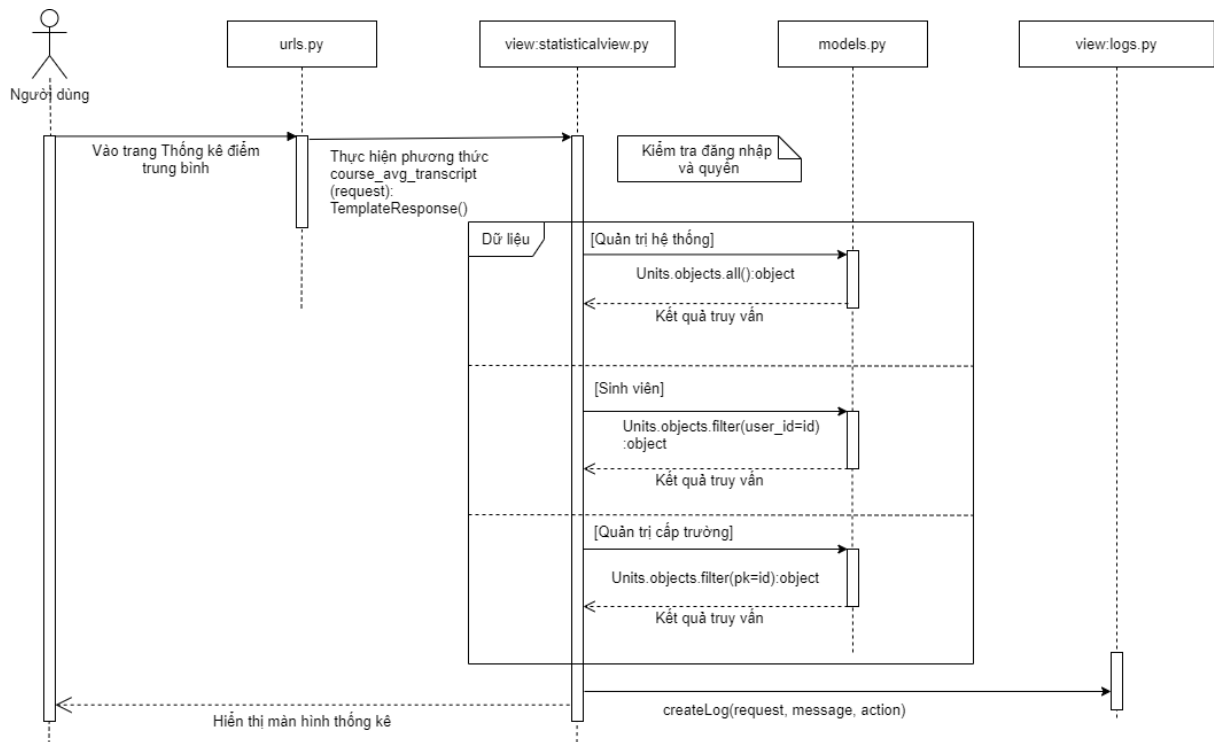 urls.py
view:statisticalview.py
models.py
view:logs.py
Người dùng
Vào trang Thống kê điểm
trung bình
Thực hiện phương thức
course_avg_transcript
(request):
TemplateResponse()
Kiểm tra đăng nhập
và quyền
Dữ liệu
[Quản trị hệ thống]
Units.objects.all():object
Kết quả truy vấn
[Sinh viên]
Units.objects.filter(user_id=id)
:object
Kết quả truy vấn
[Quản trị cấp trường]
Units.objects.filter(pk=id):object
Kết quả truy vấn
createLog(request, message, action)
Hiển thị màn hình thống kê